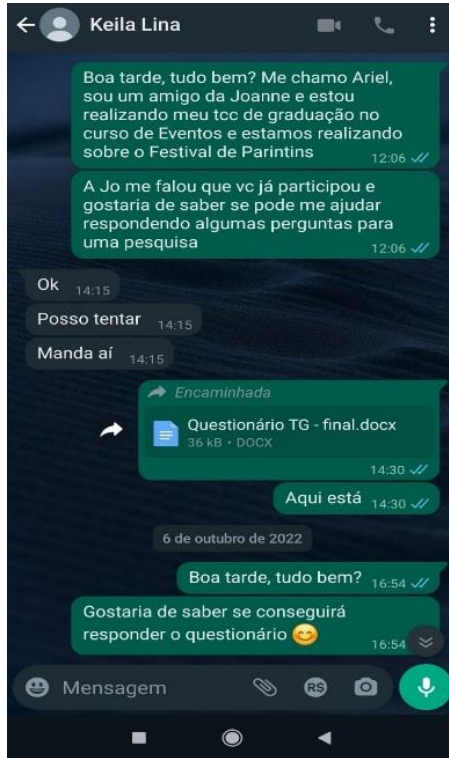 Keila Lina
Boa tarde, tudo bem? Me chamo Ariel,
sou um amigo da Joanne e estou
realizando meu tcc de graduação no
curso de Eventos e estamos realizando
sobre o Festival de Parintins
12:06
A Jo me falou que vc já participou e
gostaria de saber se pode me ajudar
respondendo algumas perguntas para
uma pesquisa
12:06
Ok 14:15
Posso tentar 14:15
Manda aí 14:15
Encaminhada
Questionário TG - final.docx
36 kB • DOCX
14:30
Aqui está 14:30
6 de outubro de 2022
Boa tarde, tudo bem? 16:54
Gostaria de saber se conseguirá
responder o questionário 😊
16:54
Mensagem
R$